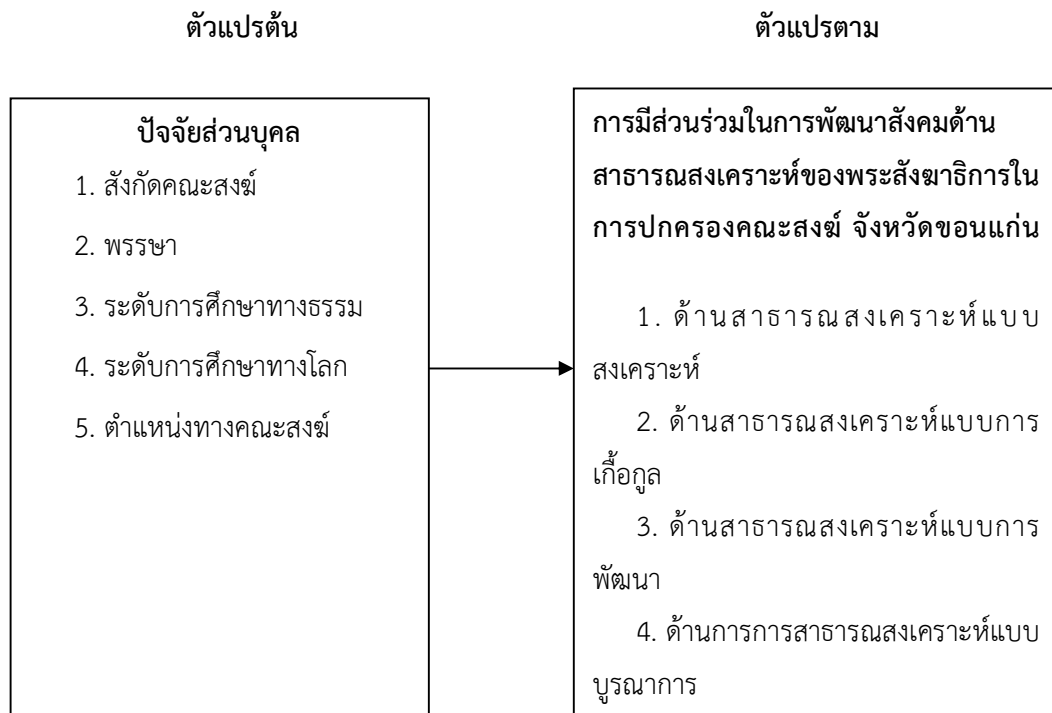 ตัวแปรต้น
ตัวแปรตาม
ปัจจัยส่วนบุคล
1. สังกัดคณะสงฆ์
2. พรรษา
3. ระดับการศึกษาทางธรรม
4. ระดับการศึกษาทางโลก
5. ตำแหน่งทางคณะสงฆ์
การมีส่วนร่วมในการพัฒนาสังคมด้าน
สาธารณสงเคราะห์ของพระสังฆาธิการใน
การปกครองคณะสงฆ์ จังหวัดขอนแก่น
1. ด้านสาธารณสงเคราะห์แบบ
สงเคราะห์
2. ด้านสาธารณสงเคราะห์แบบการ
เกื้อกูล
3. ด้านสาธารณสงเคราะห์แบบการ
พัฒนา
4. ด้านการการสาธารณสงเคราะห์แบบ
บูรณาการ